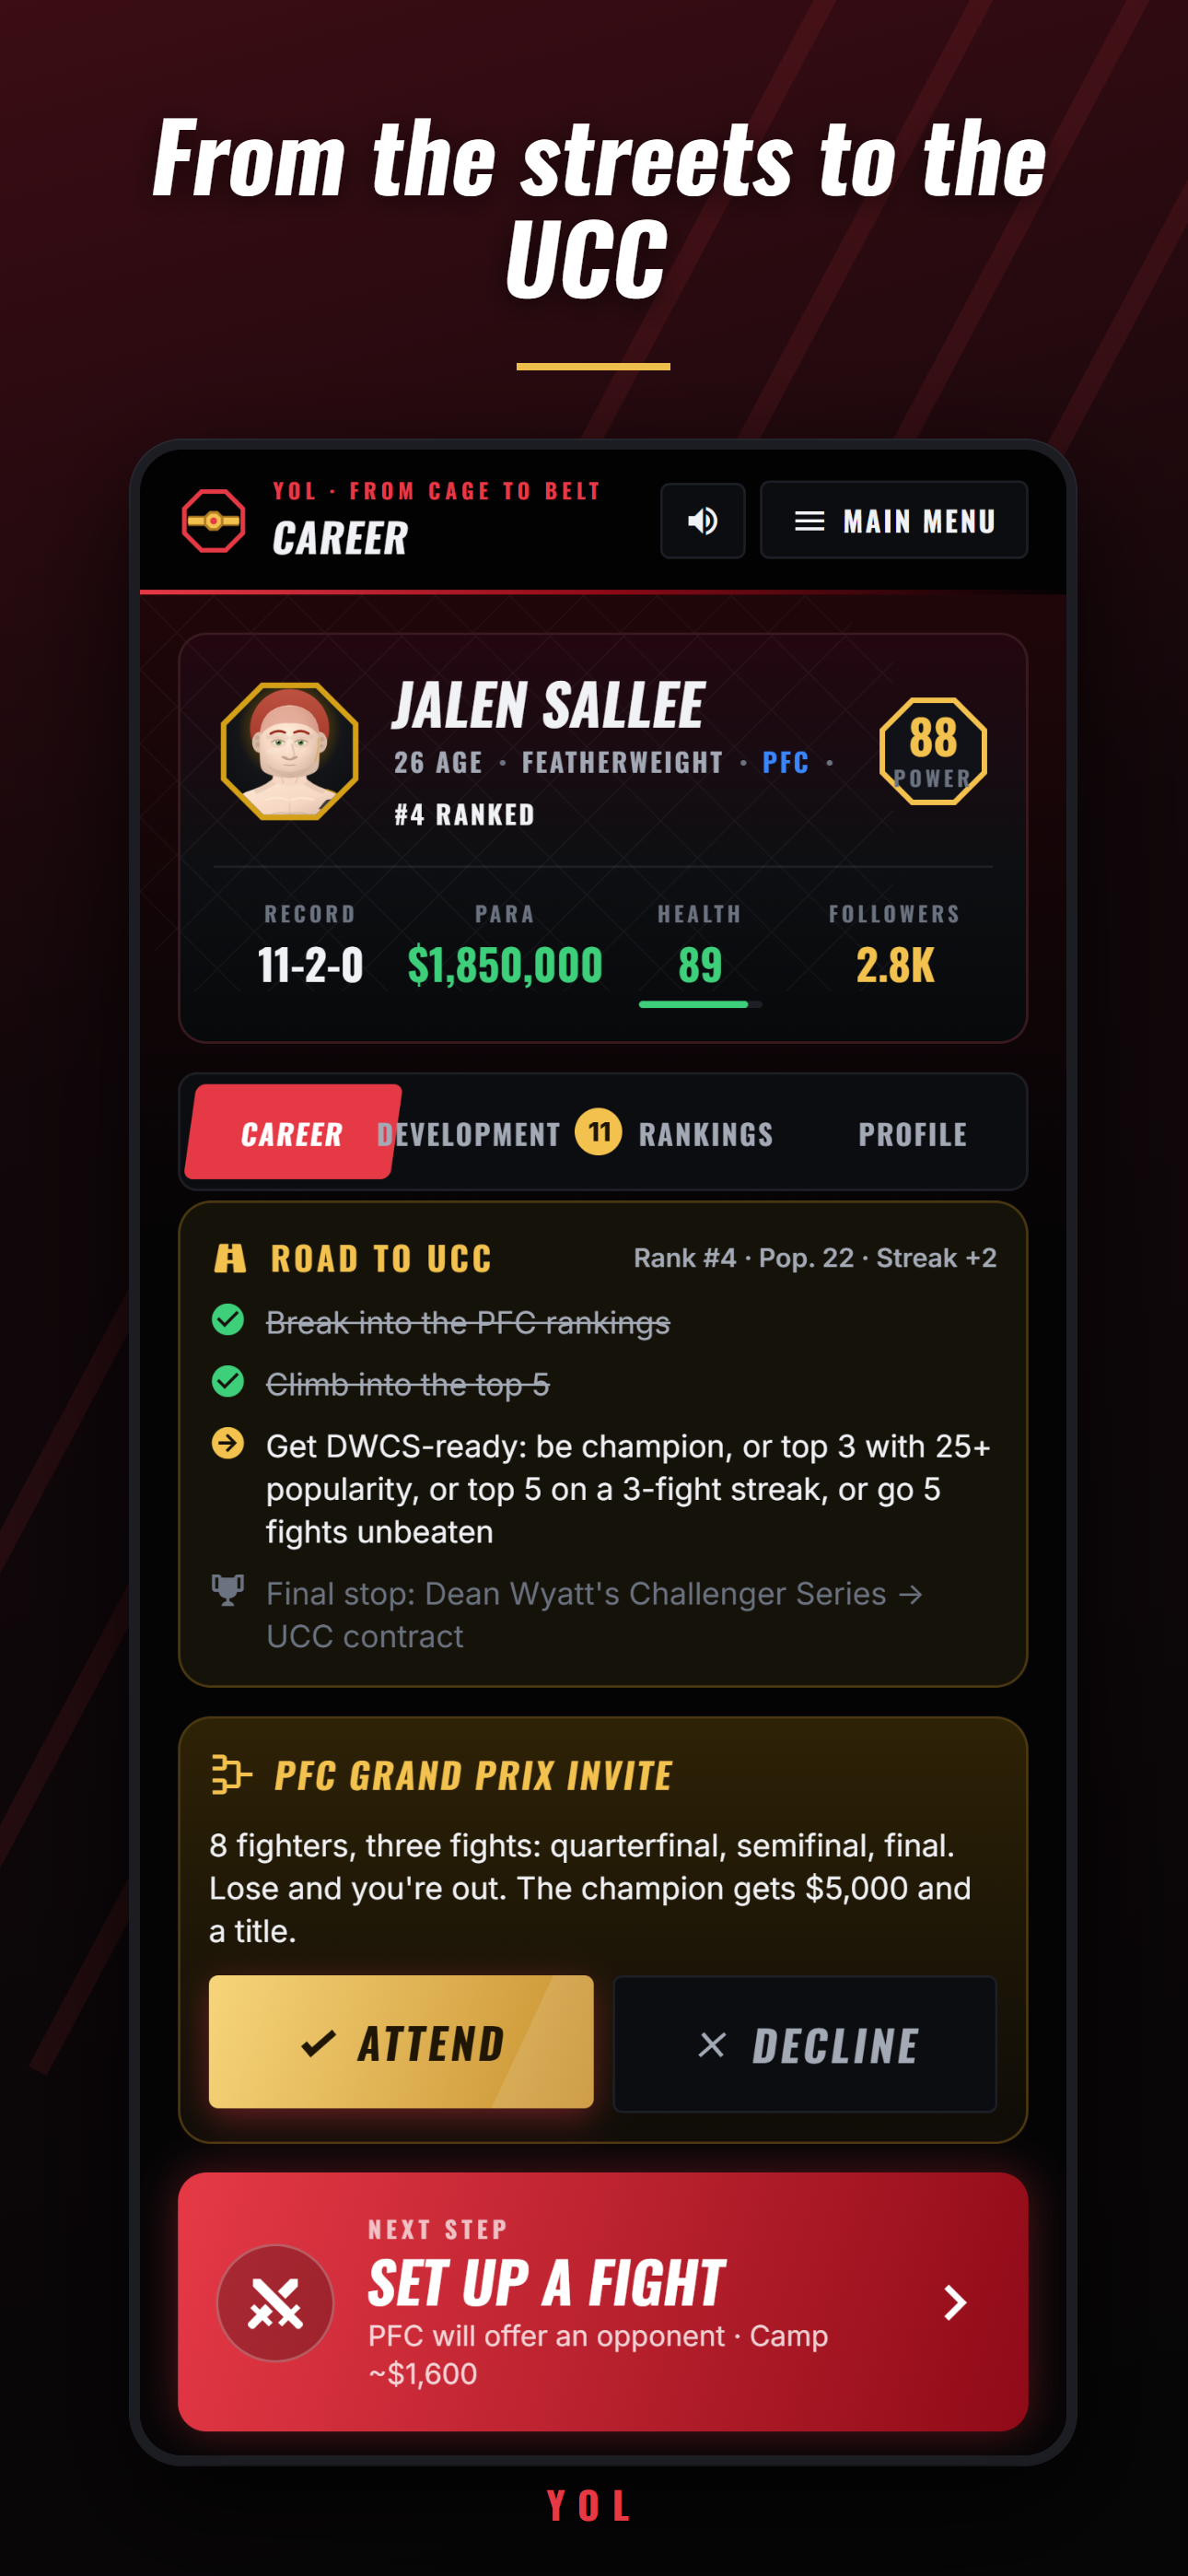 From the streets to the
UCC
YOL · FROM CAGE TO BELT
CAREER
MAIN MENU
JALEN SALLEE
26 AGE · FEATHERWEIGHT · PFC ·
#4 RANKED
88
POWER
RECORD
11-2-0
PARA
$1,850,000
HEALTH
89
FOLLOWERS
2.8K
CAREER
DEVELOPMENT 11
RANKINGS
PROFILE
ROAD TO UCC
Rank #4 · Pop. 22 · Streak +2
Break into the PFC rankings
Climb into the top 5
Get DWCS-ready: be champion, or top 3 with 25+
popularity, or top 5 on a 3-fight streak, or go 5
fights unbeaten
Final stop: Dean Wyatt's Challenger Series →
UCC contract
PFC GRAND PRIX INVITE
8 fighters, three fights: quarterfinal, semifinal, final.
Lose and you're out. The champion gets $5,000 and
a title.
ATTEND
DECLINE
NEXT STEP
SET UP A FIGHT
PFC will offer an opponent · Camp
~$1,600
YOL